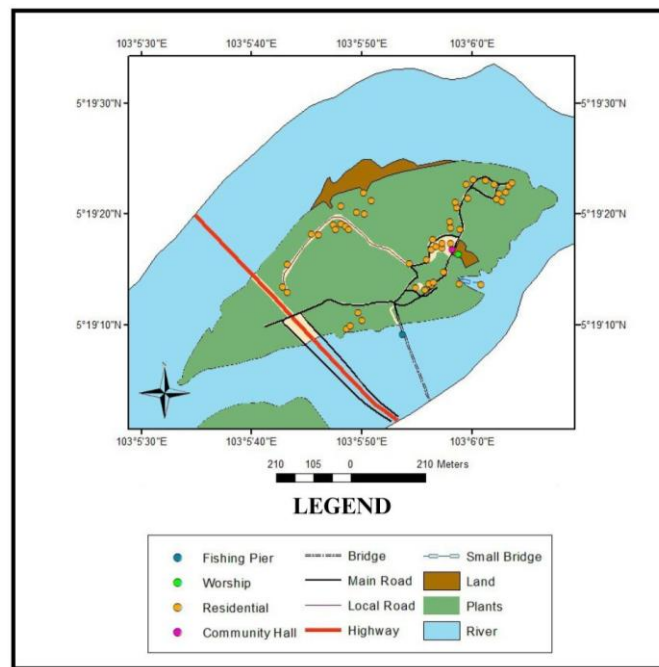 103°5'30"E 103°5'40"E 103°5'50"E 103°6'0"E
5°19'30"N 5°19'30"N
5°19'20"N 5°19'20"N
5°19'10"N 5°19'10"N
103°5'30"E 103°5'40"E 103°5'50"E 103°6'0"E
210 105 0 210 Meters
LEGEND
Fishing Pier Bridge Small Bridge
Worship Main Road Land
Residential Local Road Plants
Community Hall Highway River